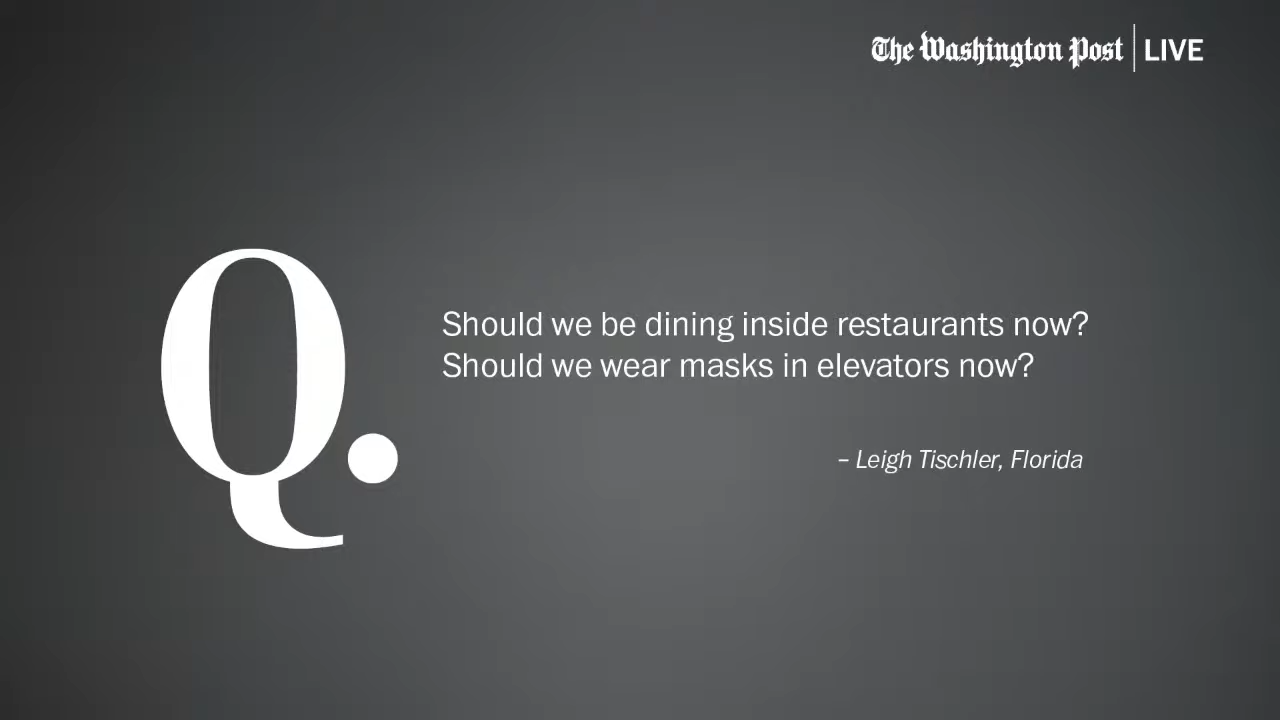 The Washington Post | LIVE
Q.
Should we be dining inside restaurants now?
Should we wear masks in elevators now?
– Leigh Tischler, Florida